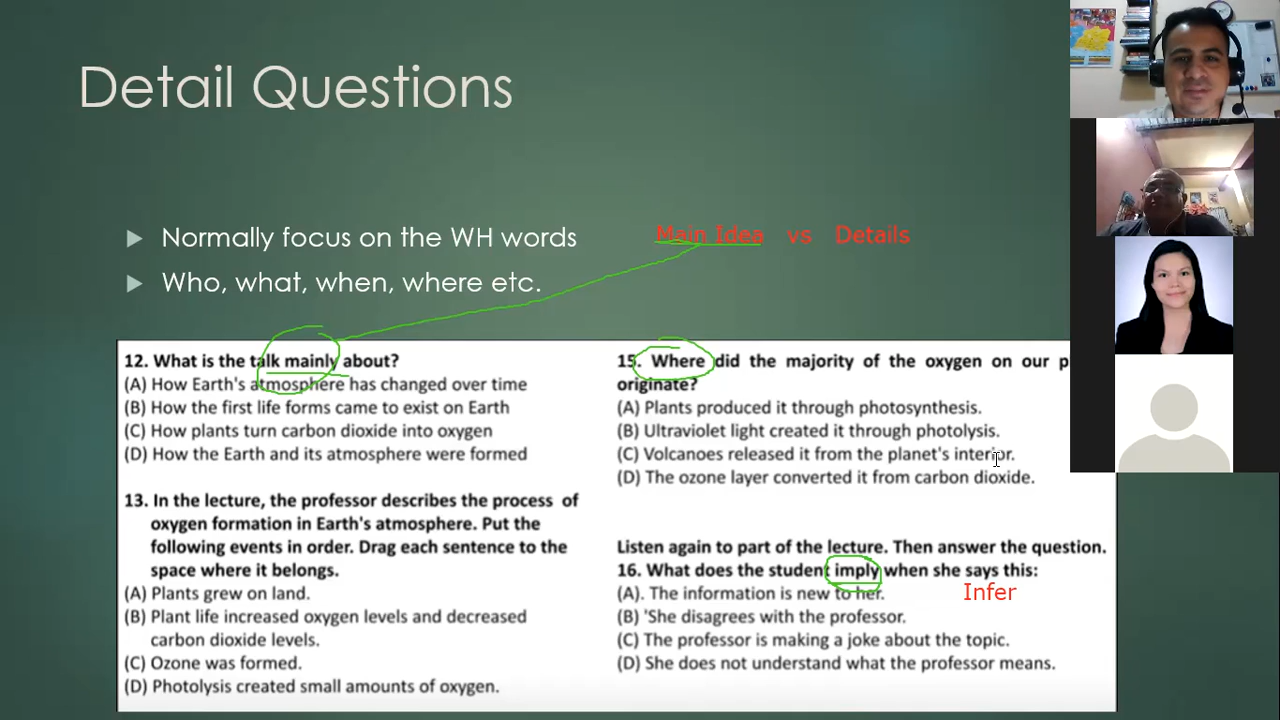 Detail Questions
Normally focus on the WH words
Main Idea vs Details
Who, what, when, where etc.
12. What is the talk mainly about?
(A) How Earth's atmosphere has changed over time
(B) How the first life forms came to exist on Earth
(C) How plants turn carbon dioxide into oxygen
(D) How the Earth and its atmosphere were formed
13. In the lecture, the professor describes the process of
oxygen formation in Earth's atmosphere. Put the
following events in order. Drag each sentence to the
space where it belongs.
(A) Plants grew on land.
(B) Plant life increased oxygen levels and decreased
carbon dioxide levels.
(C) Ozone was formed.
(D) Photolysis created small amounts of oxygen.
15. Where did the majority of the oxygen on our
originate?
(A) Plants produced it through photosynthesis.
(B) Ultraviolet light created it through photolysis.
(C) Volcanoes released it from the planet's interior.
(D) The ozone layer converted it from carbon dioxide.
Listen again to part of the lecture. Then answer the question.
16. What does the student imply when she says this:
(A). The information is new to her.
Infer
(B) 'She disagrees with the professor.
(C) The professor is making a joke about the topic.
(D) She does not understand what the professor means.